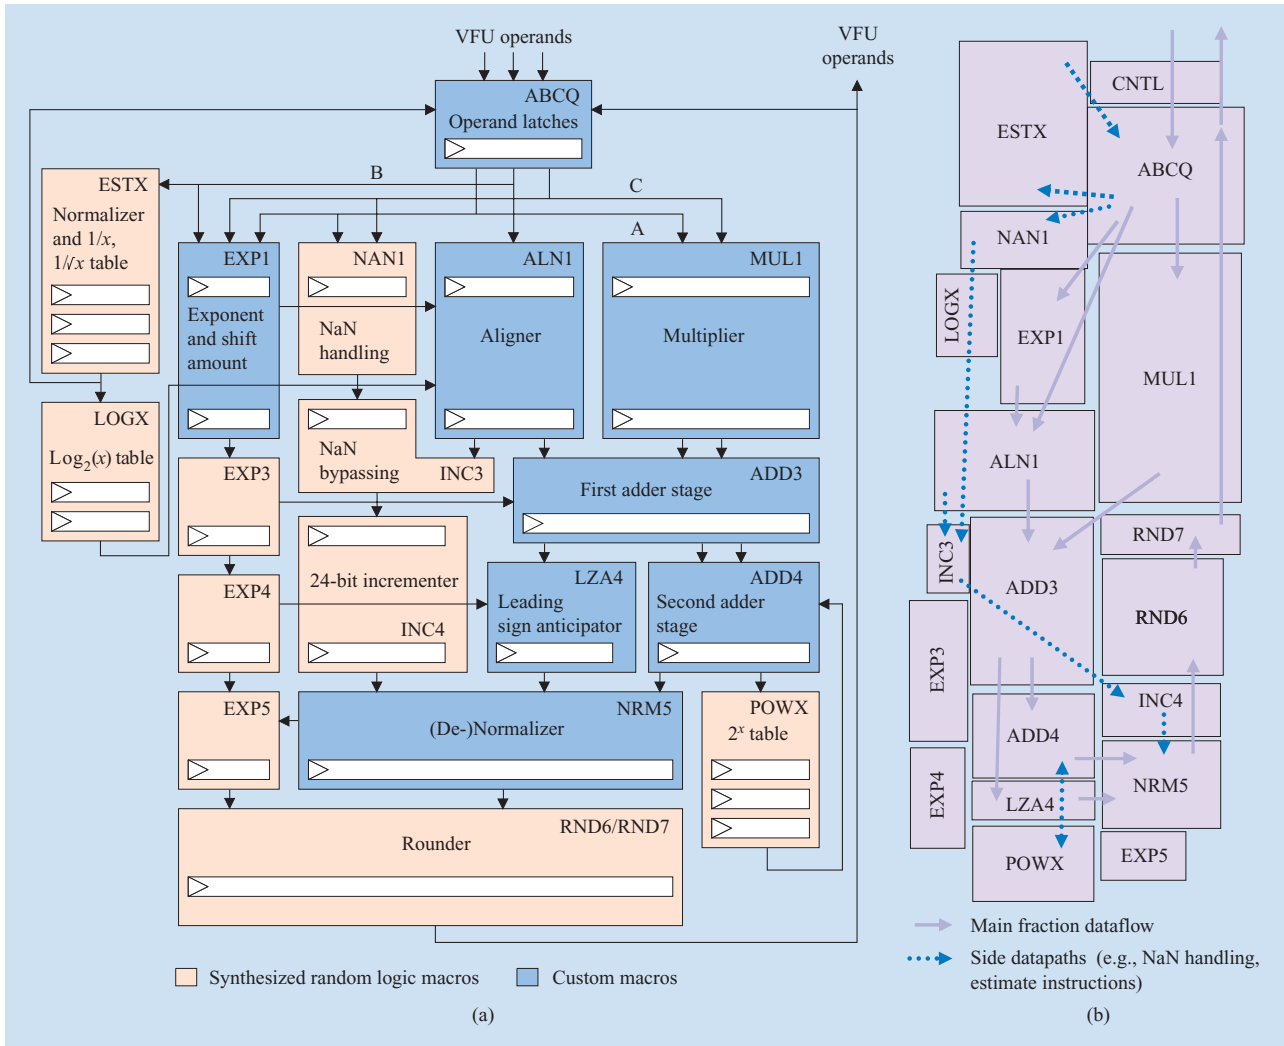 VFU operands
VFU
operands
ABCQ
Operand latches
B
C
A
ESTX
Normalizer
and 1/x,
1/√x table
EXP1
Exponent
and shift
amount
NAN1
NaN
handling
ALN1
Aligner
MUL1
Multiplier
LOGX
Log2(x) table
NaN
bypassing
INC3
EXP3
ADD3
First adder stage
24-bit incrementer
INC4
EXP4
LZA4
Leading
sign anticipator
ADD4
Second adder
stage
EXP5
NRM5
(De-)Normalizer
POWX
2x table
RND6/RND7
Rounder
Synthesized random logic macros
Custom macros
(a)
CNTL
ESTX
ABCQ
NAN1
LOGX
EXP1
MUL1
ALN1
INC3
RND7
ADD3
RND6
EXP3
INC4
ADD4
EXP4
NRM5
LZA4
POWX
EXP5
Main fraction dataflow
Side datapaths (e.g., NaN handling,
estimate instructions)
(b)